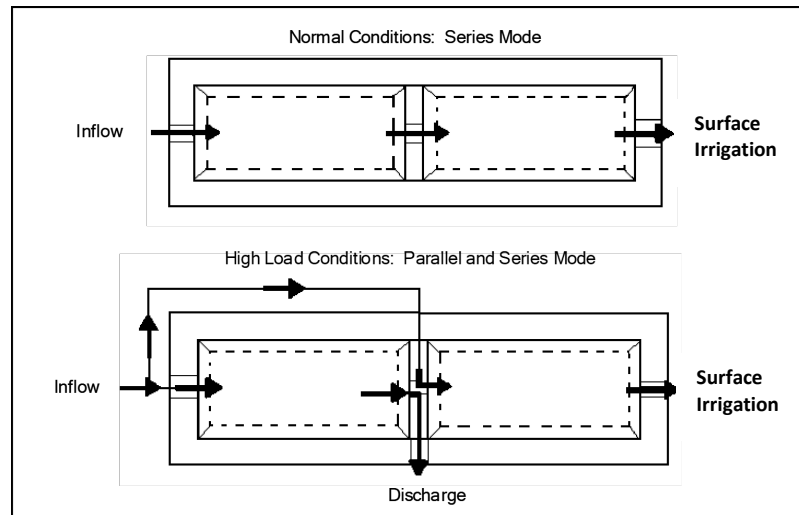 Normal Conditions: Series Mode
Inflow
Surface
Irrigation
High Load Conditions: Parallel and Series Mode
Inflow
Surface
Irrigation
Discharge